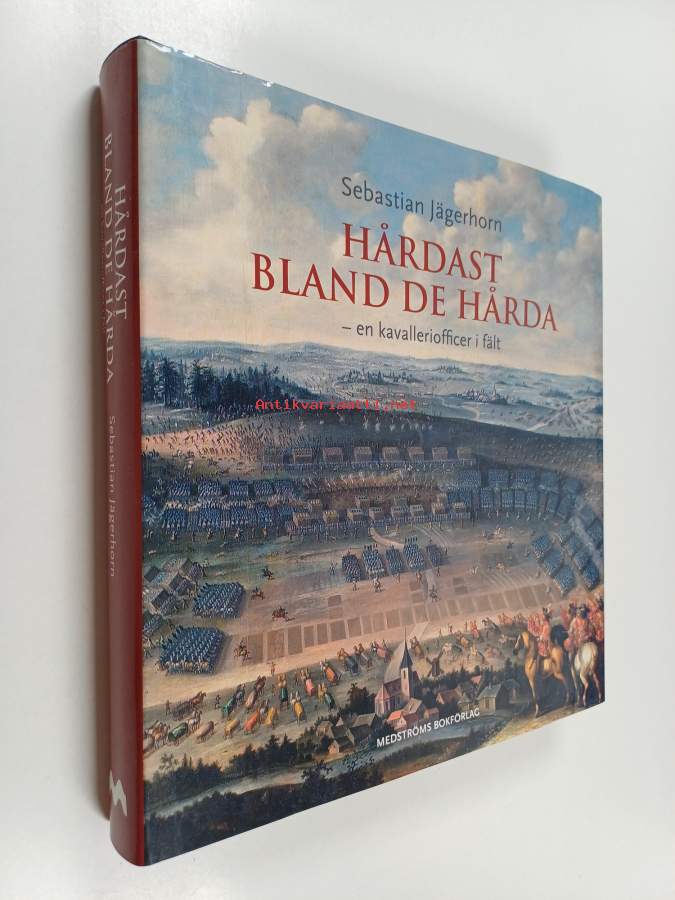 Sebastian Jägerhorn
HÅRDAST
BLAND DE HÅRDA
– en kavalleriofficer i fält
Antikvariaatti.net
MEDSTRÖMS BOKFÖRLAG
HÅRDAST
BLAND DE HÅRDA
Sebastian Jägerhorn